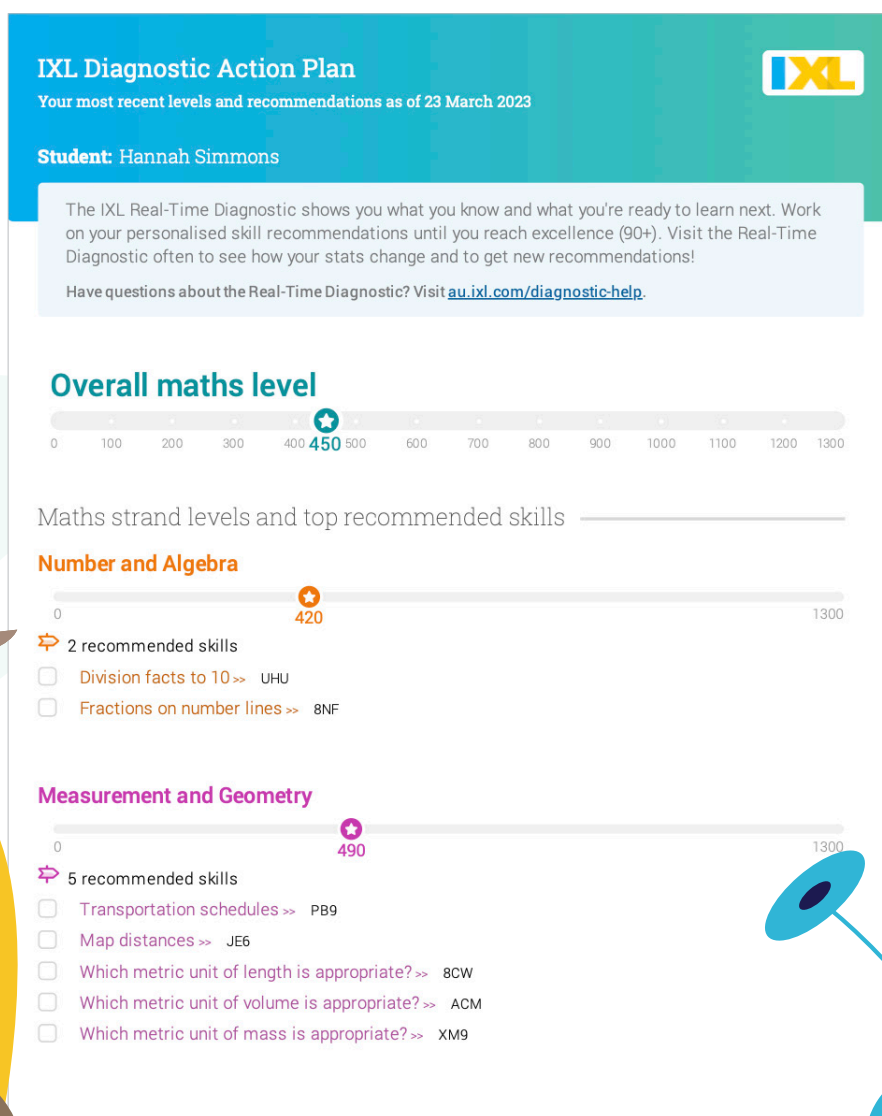 IXL Diagnostic Action Plan
IXL
Your most recent levels and recommendations as of 23 March 2023
Student: Hannah Simmons
The IXL Real-Time Diagnostic shows you what you know and what you're ready to learn next. Work
on your personalised skill recommendations until you reach excellence (90+). Visit the Real-Time
Diagnostic often to see how your stats change and to get new recommendations!
Have questions about the Real-Time Diagnostic? Visit au.ixl.com/diagnostic-help.
Overall maths level
0 100 200 300 400 450 500 600 700 800 900 1000 1100 1200 1300
Maths strand levels and top recommended skills
Number and Algebra
0 420 1300
2 recommended skills
Division facts to 10 >> UHU
Fractions on number lines >> 8NF
Measurement and Geometry
0 490 1300
5 recommended skills
Transportation schedules >> PB9
Map distances >> JE6
Which metric unit of length is appropriate? >> 8CW
Which metric unit of volume is appropriate? >> ACM
Which metric unit of mass is appropriate? >> XM9